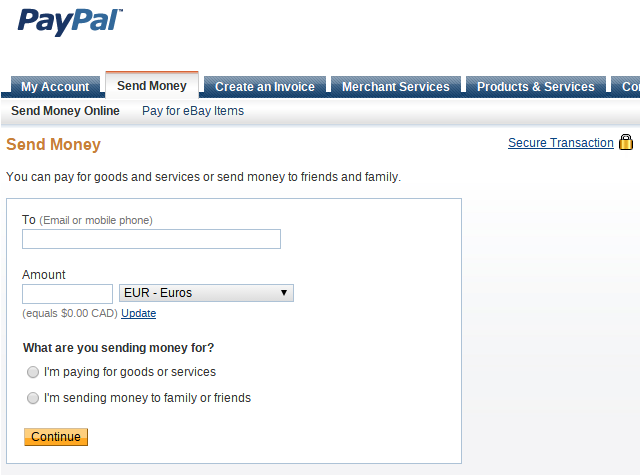 PayPal™
My Account Send Money Create an Invoice Merchant Services Products & Services Co
Send Money Online Pay for eBay Items
Send Money
Secure Transaction
You can pay for goods and services or send money to friends and family.
To (Email or mobile phone)
Amount
EUR - Euros
(equals $0.00 CAD) Update
What are you sending money for?
I'm paying for goods or services
I'm sending money to family or friends
Continue